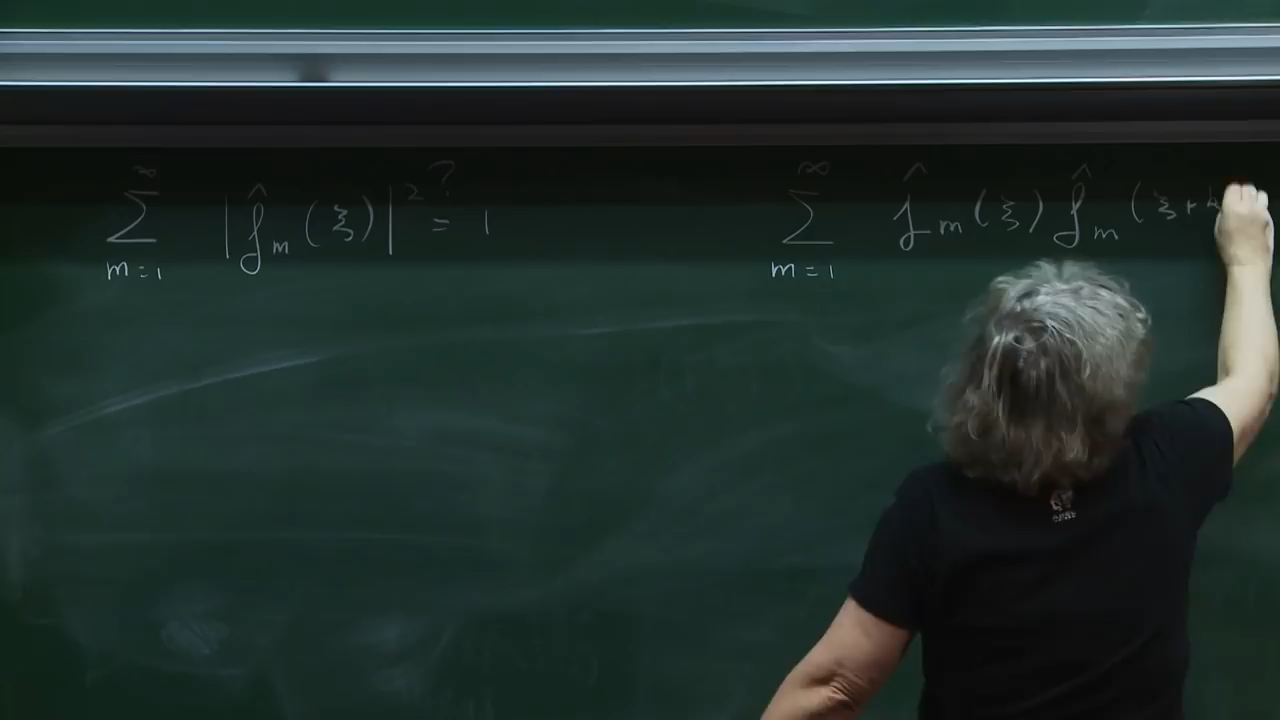 ∞ ∑ m=1 |f̂_m(ξ)|² ?= 1
∞ ∑ m=1 f̂_m(ξ) f̂_m(ξ+